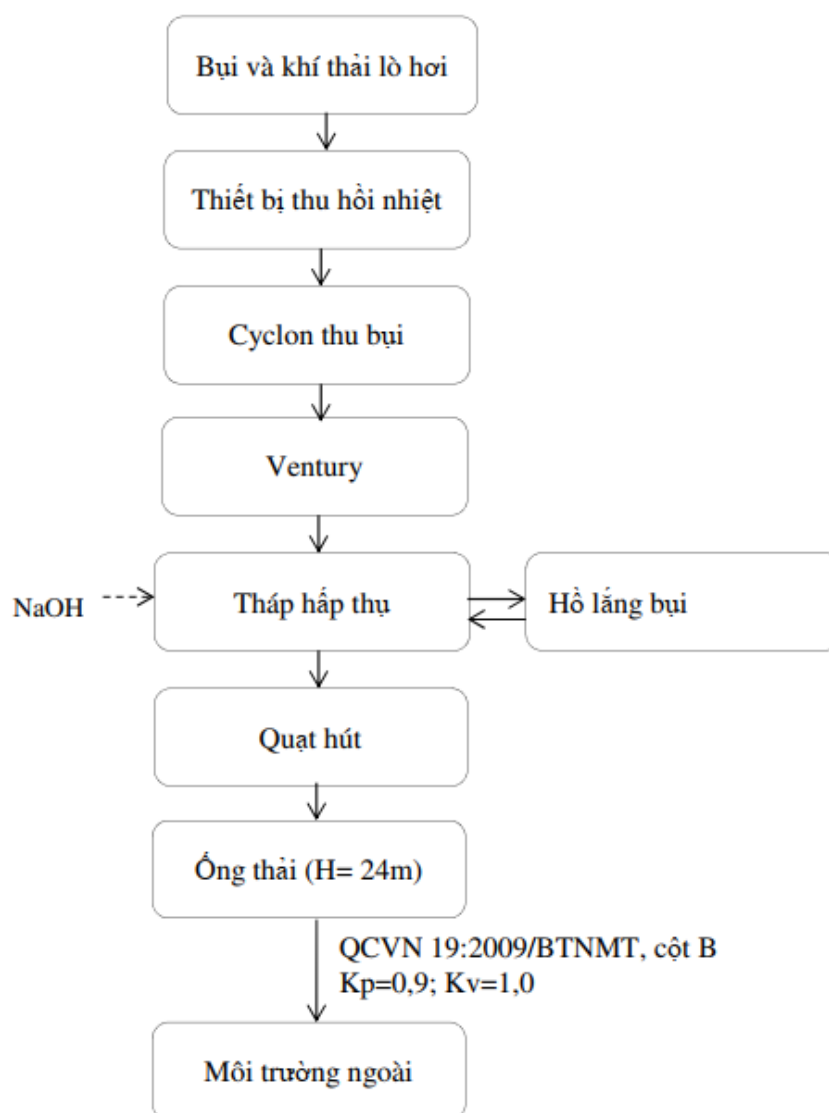 Bụi và khí thải lò hơi
Thiết bị thu hồi nhiệt
Cyclon thu bụi
Ventury
NaOH
Tháp hấp thụ
Hồ lắng bụi
Quạt hút
Ống thải (H= 24m)
QCVN 19:2009/BTNMT, cột B
Kp=0,9; Kv=1,0
Môi trường ngoài